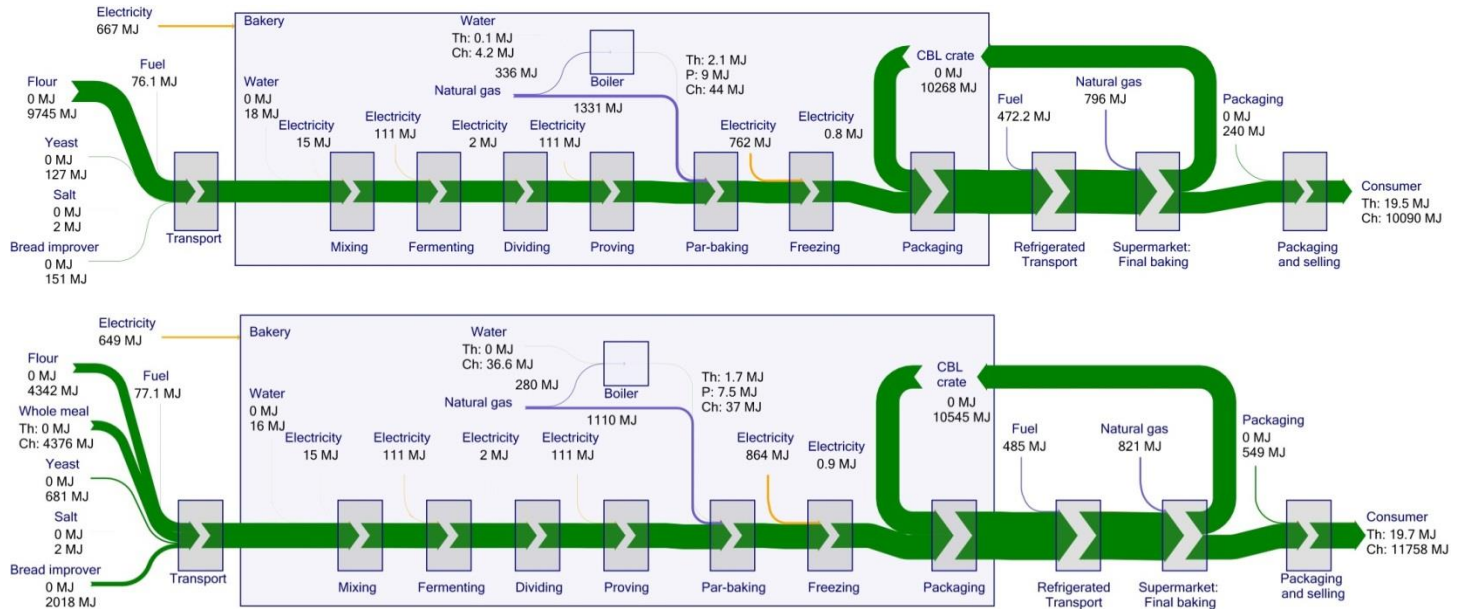 Electricity
667 MJ
Bakery
Water
Th: 0.1 MJ
Ch: 4.2 MJ
336 MJ
Boiler
Th: 2.1 MJ
P: 9 MJ
Ch: 44 MJ
CBL crate
0 MJ
10268 MJ
Fuel
76.1 MJ
Flour
0 MJ
9745 MJ
Water
0 MJ
18 MJ
Natural gas
1331 MJ
Fuel
472.2 MJ
Natural gas
796 MJ
Packaging
0 MJ
240 MJ
Electricity
15 MJ
Electricity
111 MJ
Electricity
2 MJ
Electricity
111 MJ
Electricity
762 MJ
Electricity
0.8 MJ
Yeast
0 MJ
127 MJ
Salt
0 MJ
2 MJ
Bread improver
0 MJ
151 MJ
Consumer
Th: 19.5 MJ
Ch: 10090 MJ
Transport
Mixing
Fermenting
Dividing
Proving
Par-baking
Freezing
Packaging
Refrigerated
Transport
Supermarket:
Final baking
Packaging
and selling
Electricity
649 MJ
Bakery
Water
Th: 0 MJ
Ch: 36.6 MJ
280 MJ
Boiler
Th: 1.7 MJ
P: 7.5 MJ
Ch: 37 MJ
CBL
crate
0 MJ
10545 MJ
Flour
0 MJ
4342 MJ
Fuel
77.1 MJ
Whole meal
Th: 0 MJ
Ch: 4376 MJ
Water
0 MJ
16 MJ
Natural gas
1110 MJ
Fuel
485 MJ
Natural gas
821 MJ
Packaging
0 MJ
549 MJ
Electricity
15 MJ
Electricity
111 MJ
Electricity
2 MJ
Electricity
111 MJ
Electricity
864 MJ
Electricity
0.9 MJ
Yeast
0 MJ
681 MJ
Salt
0 MJ
2 MJ
Bread improver
0 MJ
2018 MJ
Consumer
Th: 19.7 MJ
Ch: 11758 MJ
Transport
Mixing
Fermenting
Dividing
Proving
Par-baking
Freezing
Packaging
Refrigerated
Transport
Supermarket:
Final baking
Packaging
and selling